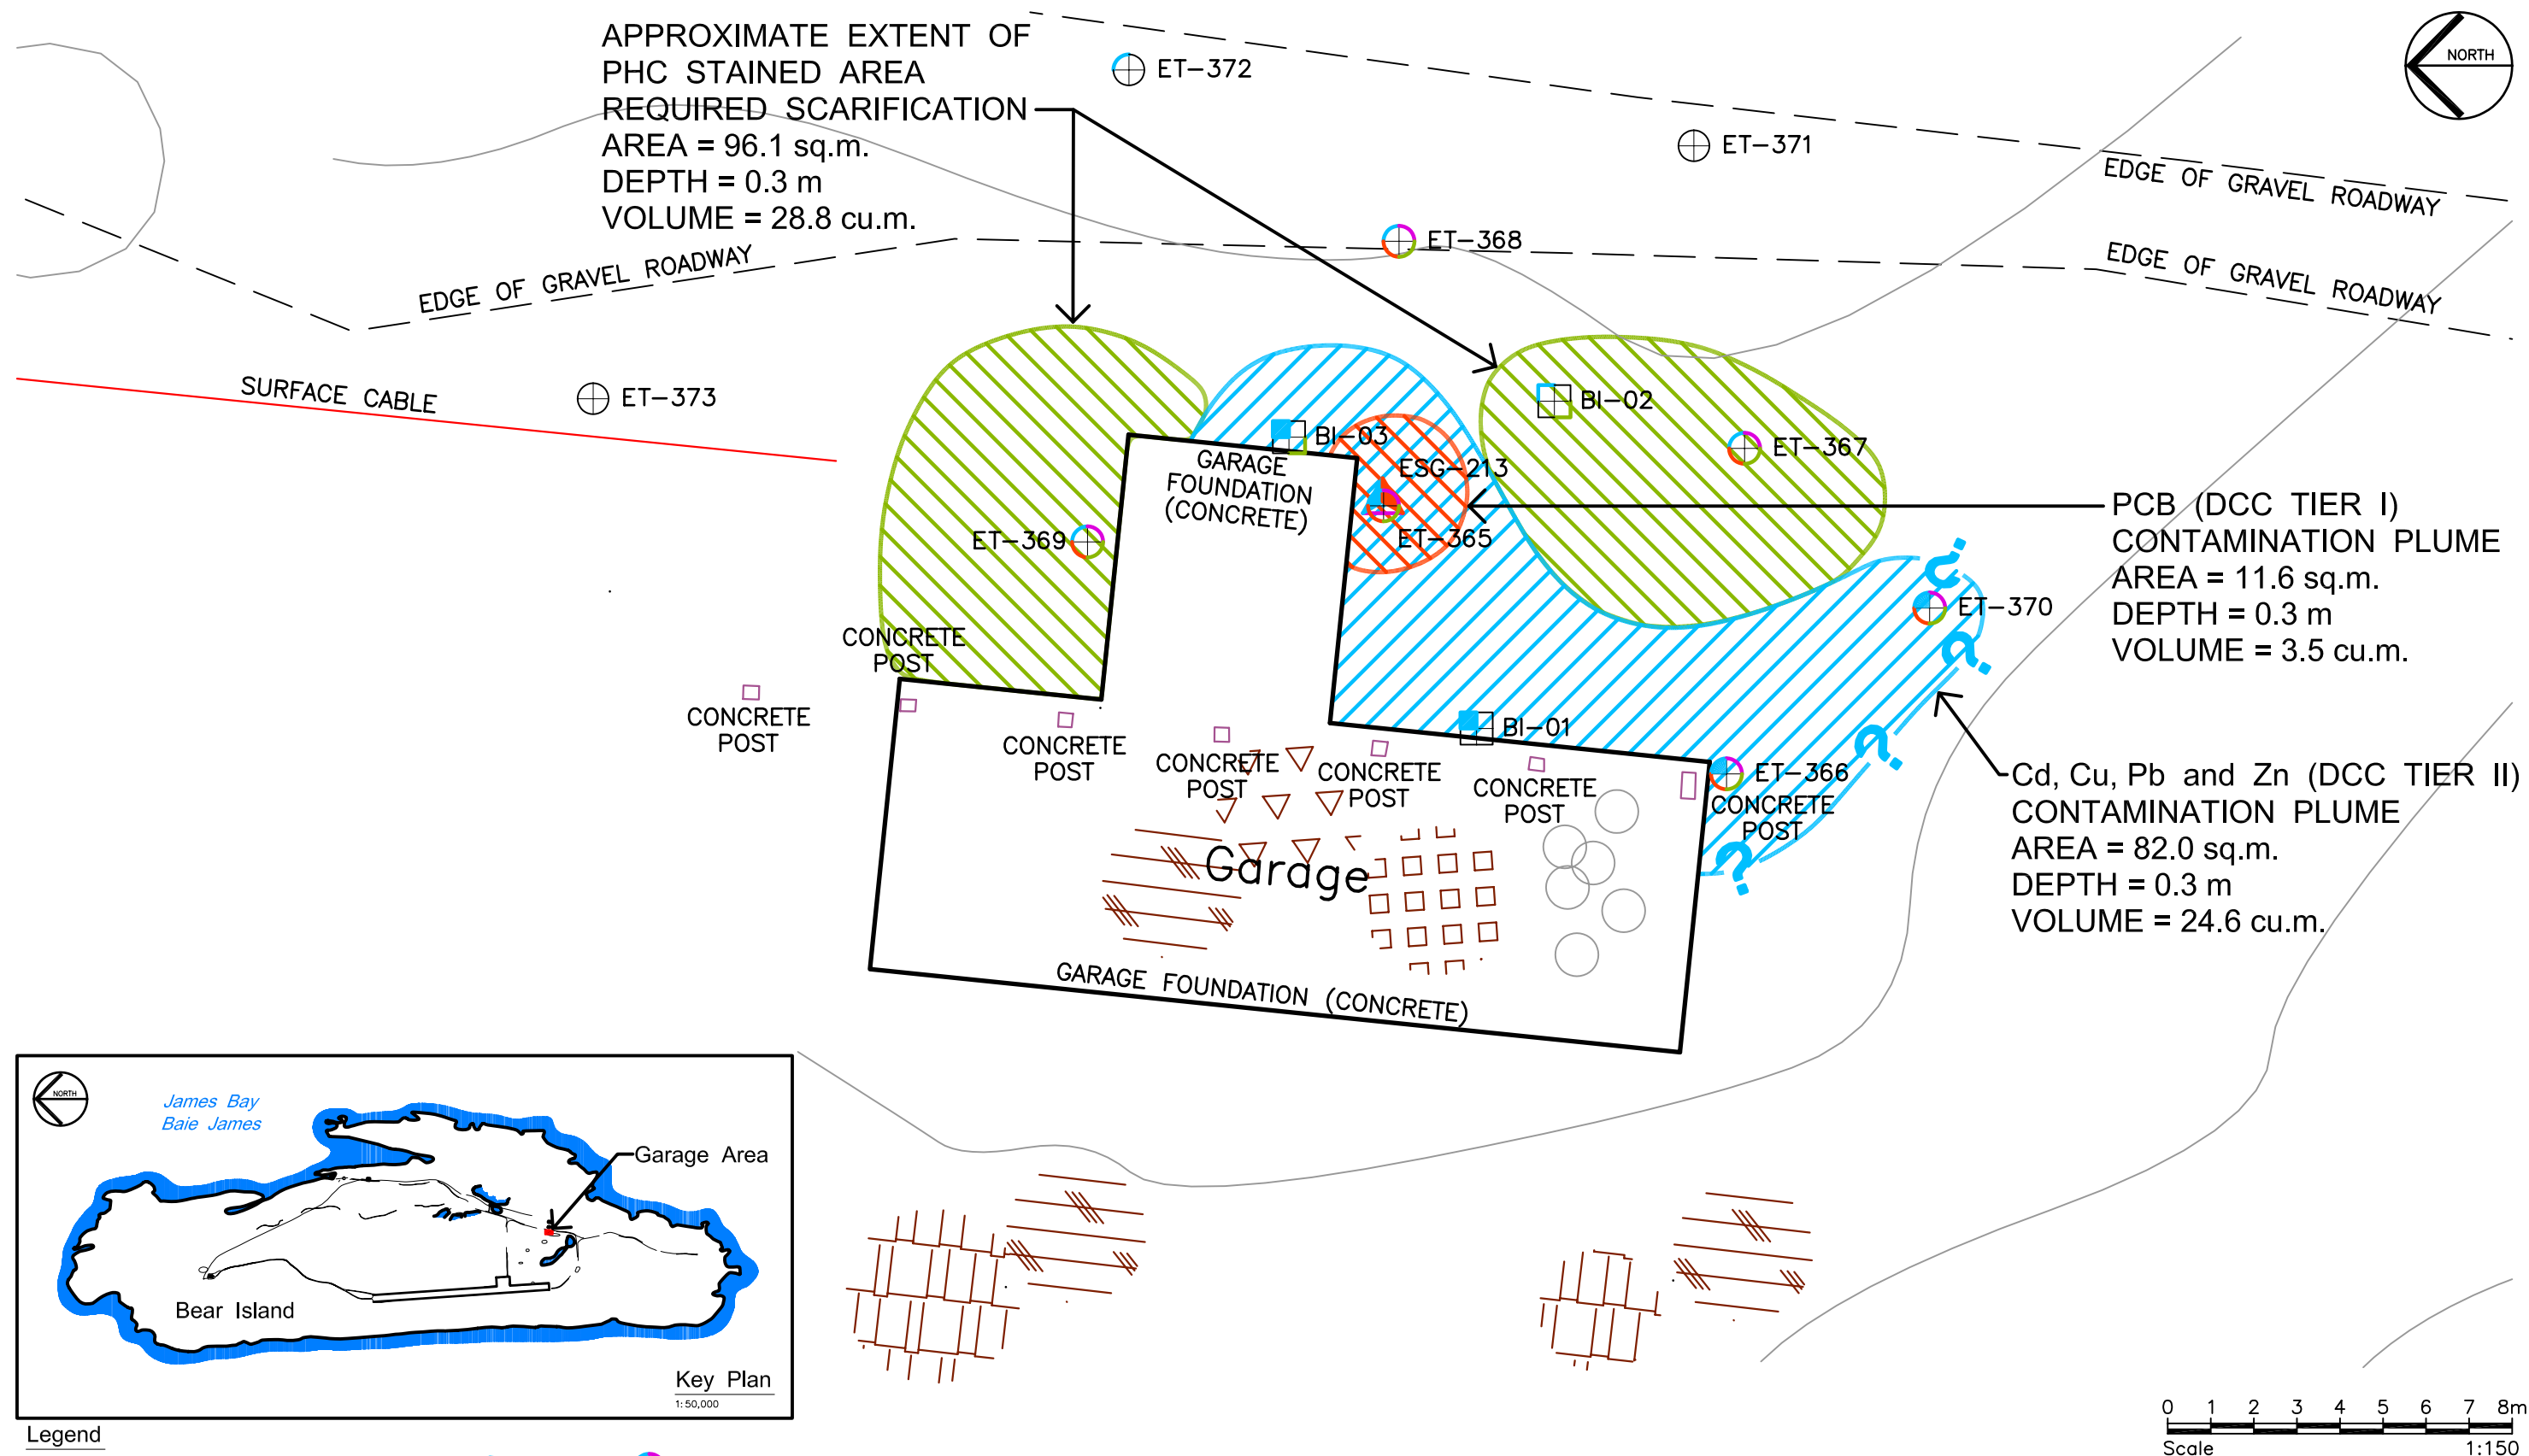 APPROXIMATE EXTENT OF
PHC STAINED AREA
REQUIRED SCARIFICATION
AREA = 96.1 sq.m.
DEPTH = 0.3 m
VOLUME = 28.8 cu.m.
ET-372
ET-371
NORTH
EDGE OF GRAVEL ROADWAY
ET-368
EDGE OF GRAVEL ROADWAY
EDGE OF GRAVEL ROADWAY
SURFACE CABLE
ET-373
BI-02
BI-03
ET-367
GARAGE
FOUNDATION
(CONCRETE)
ESG-213
ET-365
ET-369
PCB (DCC TIER I)
CONTAMINATION PLUME
AREA = 11.6 sq.m.
DEPTH = 0.3 m
VOLUME = 3.5 cu.m.
?
ET-370
?
?
?
CONCRETE
POST
CONCRETE
POST
CONCRETE
POST
CONCRETE
POST
CONCRETE
POST
CONCRETE
POST
CONCRETE
POST
BI-01
ET-366
Cd, Cu, Pb and Zn (DCC TIER II)
CONTAMINATION PLUME
AREA = 82.0 sq.m.
DEPTH = 0.3 m
VOLUME = 24.6 cu.m.
Garage
GARAGE FOUNDATION (CONCRETE)
NORTH
James Bay
Baie James
Garage Area
Bear Island
Key Plan
1:50,000
Legend
0 1 2 3 4 5 6 7 8m
Scale 1:150